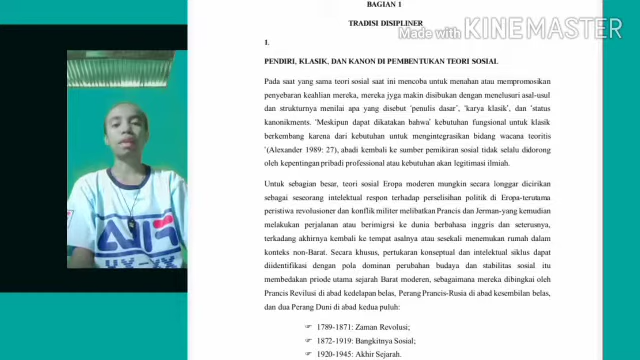 BAGIAN 1
TRADISI DISIPLINER
Made with KINEMASTER
1.
PENDIRI, KLASIK, DAN KANON DI PEMBENTUKAN TEORI SOSIAL
Pada saat yang sama teori sosial saat ini mencoba untuk menahan atau mempromosikan
penyebaran keahlian mereka, mereka jyga makin disibukan dengan menelusuri asal-usul
dan strukturnya menilai apa yang disebut 'penulis dasar', 'karya klasik', dan 'status
kanonikments. 'Meskipun dapat dikatakan bahwa' kebutuhan fungsional untuk klasik
berkembang karena dari kebutuhan untuk mengintegrasikan bidang wacana teoritis
'(Alexander 1989: 27), abadi kembali ke sumber pemikiran sosial tidak selalu didorong
oleh kepentingan pribadi professional atau kebutuhan akan legitimasi ilmiah.
Untuk sebagian besar, teori sosial Eropa moderen mungkin secara longgar dicirikan
sebagai seseorang intelektual respon terhadap perselisihan politik di Eropa-terutama
peristiwa revolusioner dan konflik militer melibatkan Prancis dan Jerman-yang kemudian
melakukan perjalanan atau berimigrsi ke dunia berbahasa inggris dan seterusnya,
terkadang akhirnya kembali ke tempat asalnya atau sesekali menemukan rumah dalam
konteks non-Barat. Secara khusus, pertukaran konseptual dan intelektual siklus dapat
diidentifikasi dengan pola dominan perubahan budaya dan stabilitas sosial itu
membedakan priode utama sejarah Barat moderen, sebagaimana mereka dibingkai oleh
Prancis Revilusi di abad kedelapan belas, Perang Prancis-Rusia di abad kesembilan belas,
dan dua Perang Duni di abad kedua puluh:
☞ 1789-1871: Zaman Revolusi;
☞ 1872-1919: Bangkitnya Sosial;
☞ 1920-1945: Akhir Sejarah.